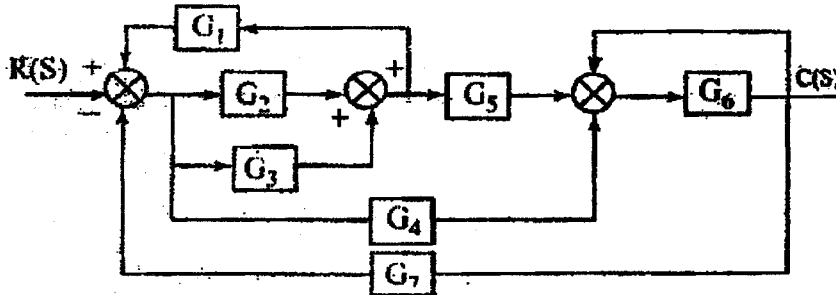 G₁
R(S) +
+
G₂
G₅
G₆
C(S)
−
+
G₃
G₄
G₇